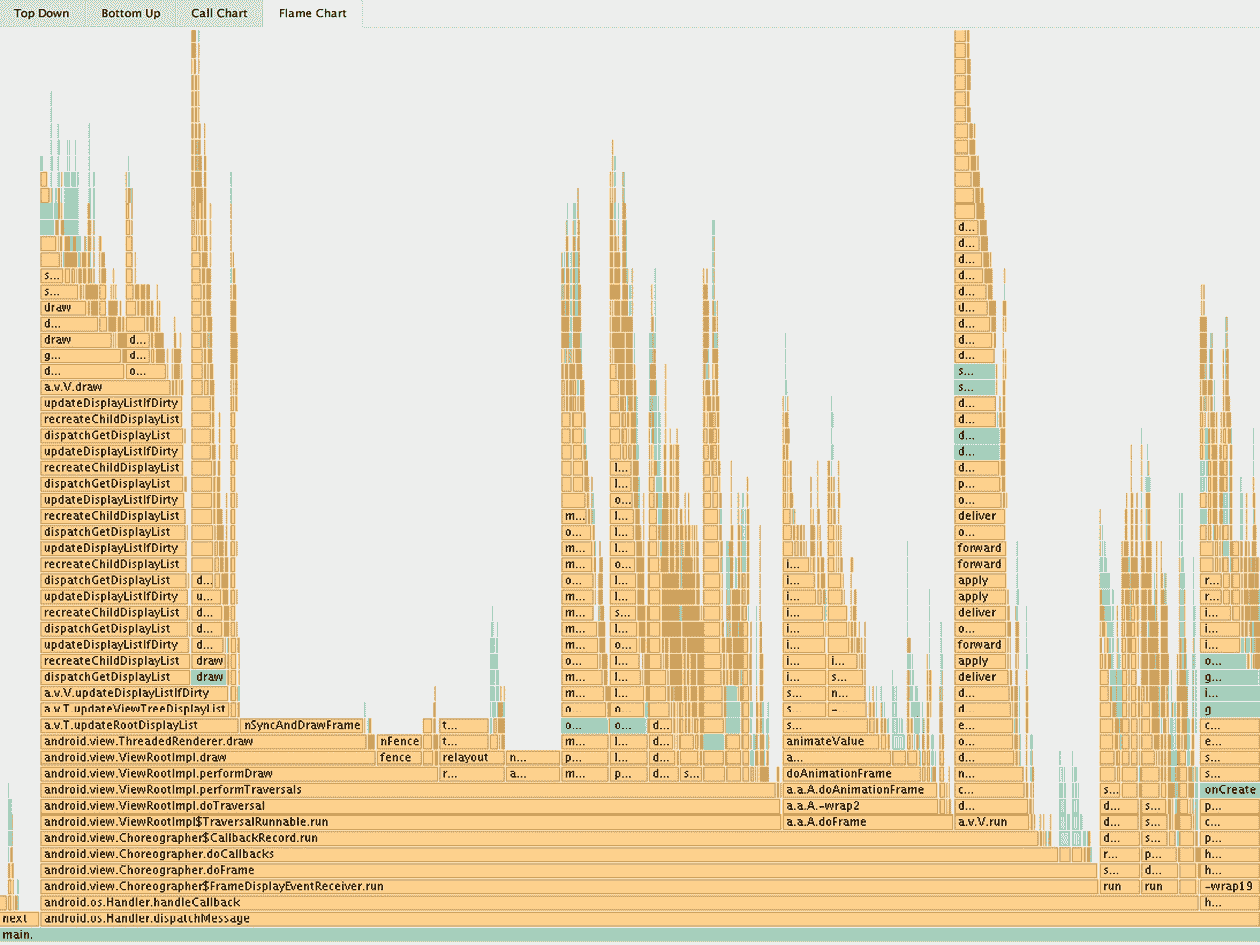 Top Down Bottom Up Call Chart Flame Chart
d...
d...
d...
s... d...
s... d...
draw d...
d... d...
draw d... d...
g... d... d...
d... o... s...
a.v.V.draw s...
updateDisplayListIfDirty d...
recreateChildDisplayList d...
dispatchGetDisplayList d...
updateDisplayListIfDirty d...
recreateChildDisplayList l... d...
dispatchGetDisplayList l... p...
updateDisplayListIfDirty o... o...
recreateChildDisplayList m... l... deliver
dispatchGetDisplayList o... l... o...
updateDisplayListIfDirty m... l... forward
recreateChildDisplayList m... o... i... forward
dispatchGetDisplayList d... o... l... i... apply r...
updateDisplayListIfDirty u... m... l... i... apply r...
recreateChildDisplayList d... m... s... i... deliver i...
dispatchGetDisplayList d... m... l... i... o... i...
updateDisplayListIfDirty d... m... o... i... forward i...
recreateChildDisplayList draw o... l... i... i... apply o...
dispatchGetDisplayList draw m... l... i... s... deliver g...
a.v.V.updateDisplayListIfDirty m... l... s... n... d... i...
a.v.T.updateViewTreeDisplayList o... o... s... - d... g
a.v.T.updateRootDisplayList nSyncAndDrawFrame t... o... o... d... s... e... c...
android.view.ThreadedRenderer.draw nFence t... m... l... d... animateValue o... e...
android.view.ViewRootImpl.draw fence relayout n... p... l... d... a... d... s...
android.view.ViewRootImpl.performDraw r... a... m... p... d... s... doAnimationFrame n... s...
android.view.ViewRootImpl.performTraversals a.a.A.doAnimationFrame c... s... onCreate
android.view.ViewRootImpl.doTraversal a.a.A.-wrap2 d... d... s... p...
android.view.ViewRootImpl$TraversalRunnable.run a.a.A.doFrame a.v.V.run d... s... c...
android.view.Choreographer$CallbackRecord.run d... s... p...
android.view.Choreographer.doCallbacks r... p... h...
android.view.Choreographer.doFrame s... d... h...
android.view.Choreographer$FrameDisplayEventReceiver.run run run -wrap19
android.os.Handler.handleCallback h...
next android.os.Handler.dispatchMessage
main.